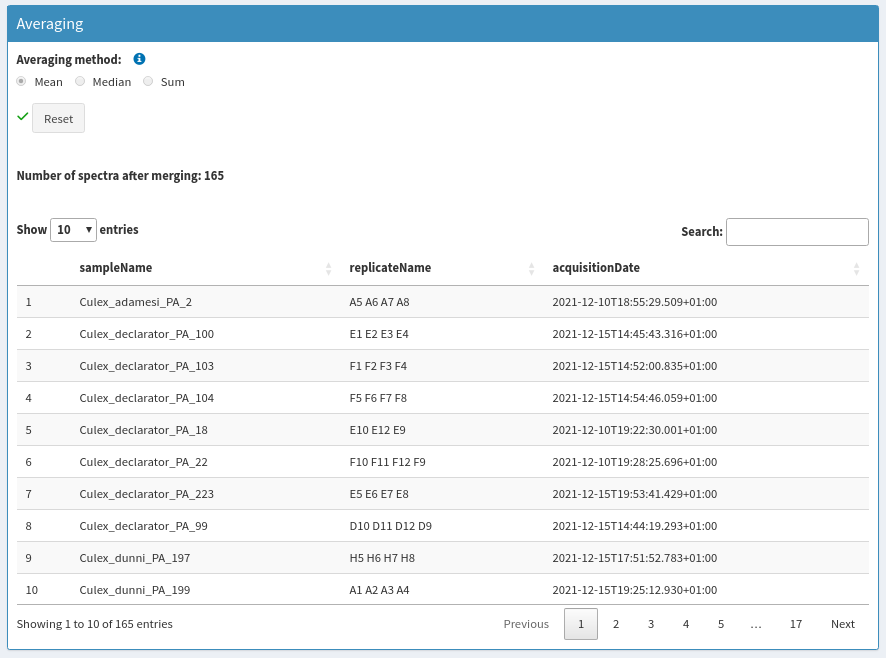 Averaging
Averaging method:
Mean Median Sum
Reset
Number of spectra after merging: 165
Show 10 entries Search:
sampleName replicateName acquisitionDate
1 Culex_adamesi_PA_2 A5 A6 A7 A8 2021-12-10T18:55:29.509+01:00
2 Culex_declarator_PA_100 E1 E2 E3 E4 2021-12-15T14:45:43.316+01:00
3 Culex_declarator_PA_103 F1 F2 F3 F4 2021-12-15T14:52:00.835+01:00
4 Culex_declarator_PA_104 F5 F6 F7 F8 2021-12-15T14:54:46.059+01:00
5 Culex_declarator_PA_18 E10 E12 E9 2021-12-10T19:22:30.001+01:00
6 Culex_declarator_PA_22 F10 F11 F12 F9 2021-12-10T19:28:25.696+01:00
7 Culex_declarator_PA_223 E5 E6 E7 E8 2021-12-15T19:53:41.429+01:00
8 Culex_declarator_PA_99 D10 D11 D12 D9 2021-12-15T14:44:19.293+01:00
9 Culex_dunni_PA_197 H5 H6 H7 H8 2021-12-15T17:51:52.783+01:00
10 Culex_dunni_PA_199 A1 A2 A3 A4 2021-12-15T19:25:12.930+01:00
Showing 1 to 10 of 165 entries Previous 1 2 3 4 5 … 17 Next